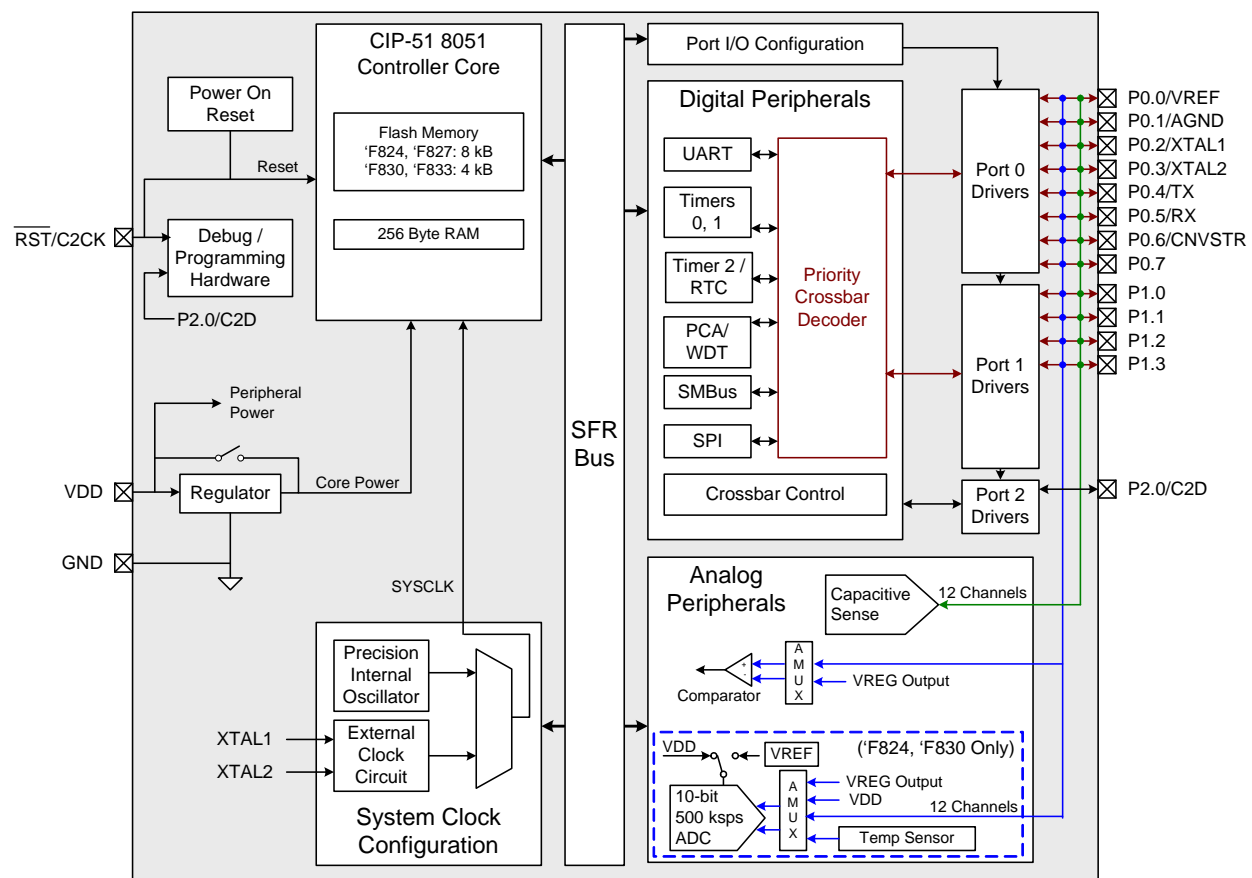 CIP-51 8051
Controller Core
Flash Memory
‘F824, ‘F827: 8 kB
‘F830, ‘F833: 4 kB
256 Byte RAM
Power On
Reset
Reset
RST/C2CK
Debug /
Programming
Hardware
P2.0/C2D
Peripheral
Power
VDD
Regulator
Core Power
GND
SYSCLK
Precision
Internal
Oscillator
XTAL1
XTAL2
External
Clock
Circuit
System Clock
Configuration
SFR
Bus
Port I/O Configuration
Digital Peripherals
UART
Timers
0, 1
Timer 2 /
RTC
PCA/
WDT
SMBus
SPI
Priority
Crossbar
Decoder
Crossbar Control
Port 0
Drivers
Port 1
Drivers
Port 2
Drivers
P0.0/VREF
P0.1/AGND
P0.2/XTAL1
P0.3/XTAL2
P0.4/TX
P0.5/RX
P0.6/CNVSTR
P0.7
P1.0
P1.1
P1.2
P1.3
P2.0/C2D
Analog
Peripherals
Capacitive
Sense
12 Channels
+
-
Comparator
A
M
U
X
VREG Output
(‘F824, ‘F830 Only)
VDD
VREF
10-bit
500 ksps
ADC
A
M
U
X
VREG Output
VDD
12 Channels
Temp Sensor